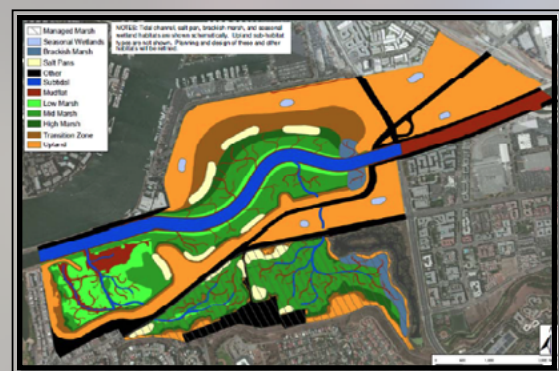 NOTES: Tidal channel, salt pan, brackish marsh, and seasonal
wetland habitats are shown schematically. Upland sub-habitat
types are not shown. Planning and design of these and other
habitats will be refined.
Managed Marsh
Seasonal Wetlands
Brackish Marsh
Salt Pans
Other
Subtidal
Mudflat
Low Marsh
Mid Marsh
High Marsh
Transition Zone
Upland